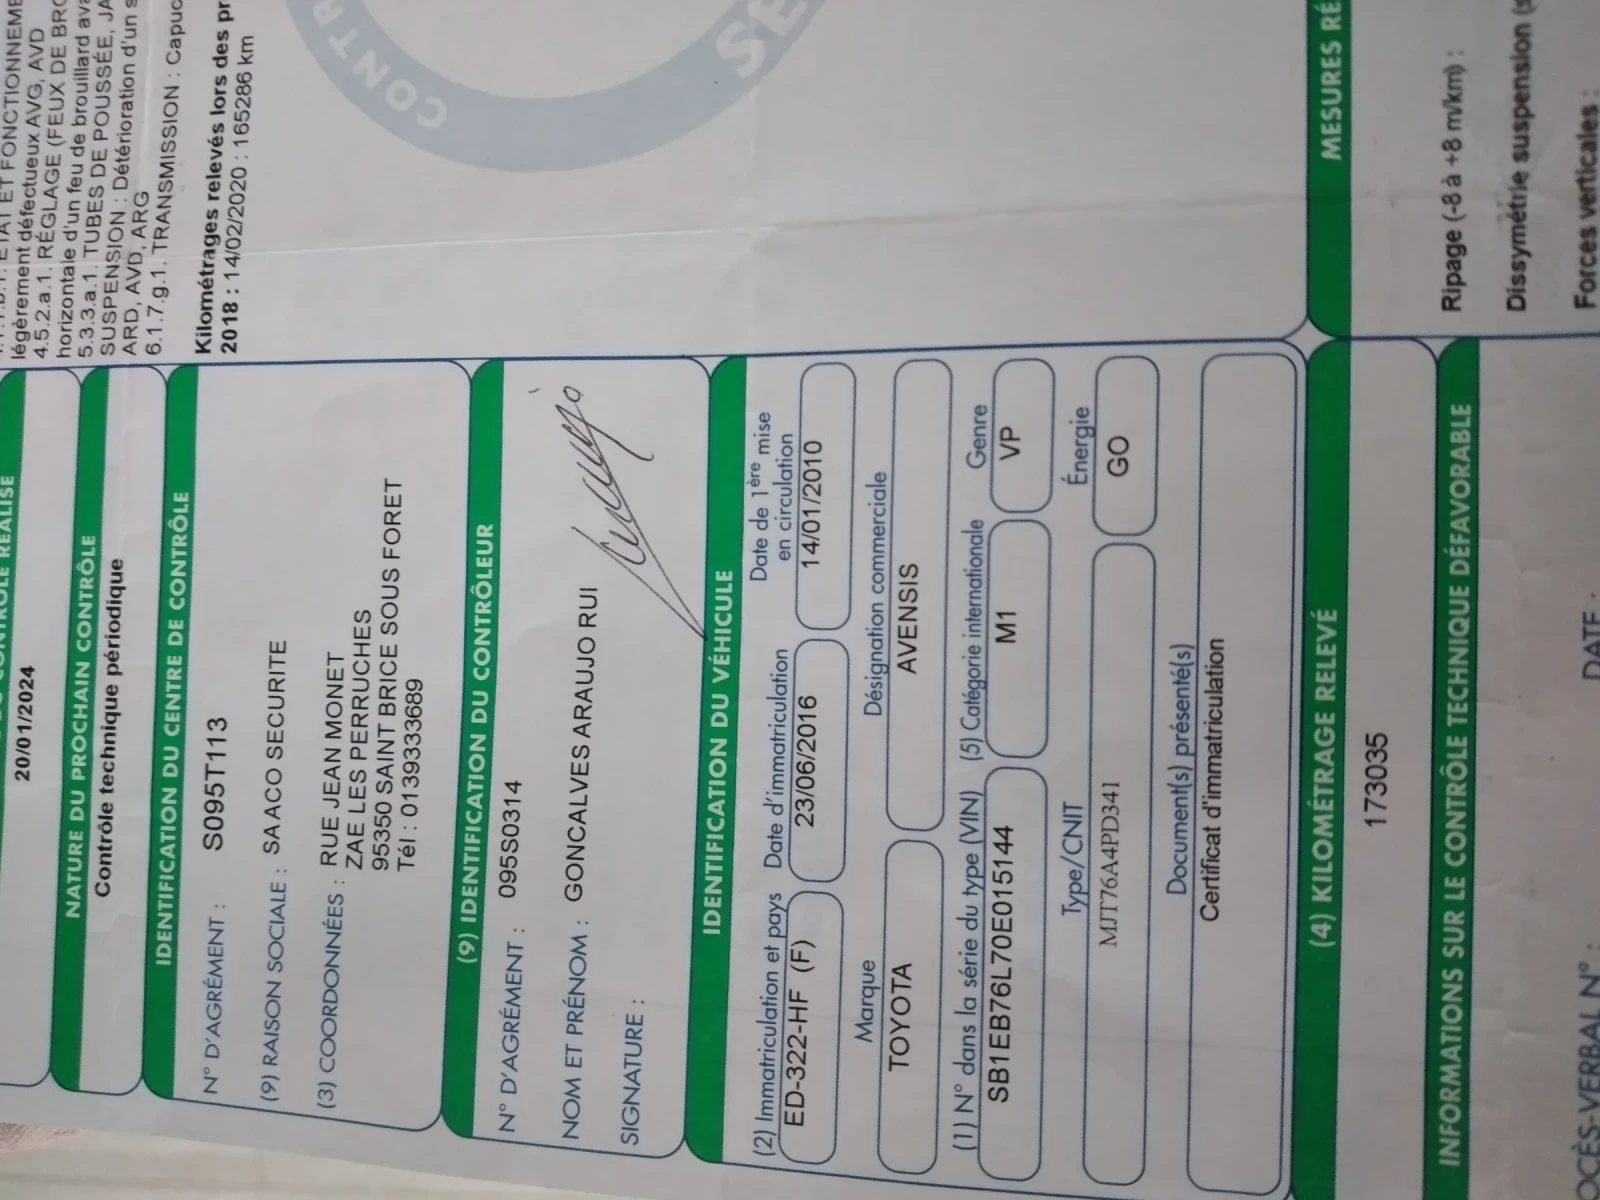 CONTRÔLE RÉALISÉ
20/01/2024
NATURE DU PROCHAIN CONTRÔLE
Contrôle technique périodique
IDENTIFICATION DU CENTRE DE CONTRÔLE
N° D'AGRÉMENT : S095T113
(9) RAISON SOCIALE : SA ACO SECURITE
(3) COORDONNÉES : RUE JEAN MONET
ZAE LES PERRUCHES
95350 SAINT BRICE SOUS FORET
Tél : 0139333689
(9) IDENTIFICATION DU CONTRÔLEUR
N° D'AGRÉMENT : 095S0314
NOM ET PRÉNOM : GONCALVES ARAUJO RUI
SIGNATURE :
IDENTIFICATION DU VÉHICULE
(2) Immatriculation et pays Date d'immatriculation Date de 1ère mise
en circulation
ED-322-HF (F) 23/06/2016 14/01/2010
Marque Désignation commerciale
TOYOTA AVENSIS
(1) N° dans la série du type (VIN) (5) Catégorie internationale Genre
SB1EB76L70E015144 M1 VP
Type/CNIT Énergie
MJT76A4PD341 GO
Document(s) présenté(s)
Certificat d'immatriculation
(4) KILOMÉTRAGE RELEVÉ
173035
INFORMATIONS SUR LE CONTRÔLE TECHNIQUE DÉFAVORABLE
DATE :
ET FONCTIONNEME
légèrement défectueux AVG, AVD
4.5.2.a.1. RÉGLAGE (FEUX DE BRO
horizontale d'un feu de brouillard ava
5.3.3.a.1. TUBES DE POUSSÉE, JA
SUSPENSION : Détérioration d'un s
ARD, AVD, ARG
6.1.7.g.1. TRANSMISSION : Capuc
Kilométrages relevés lors des pr
2018 : 14/02/2020 : 165286 km
CONTR
SE
MESURES RÉ
Ripage (-8 à +8 m/km) :
Dissymétrie suspension (
Forces verticales :